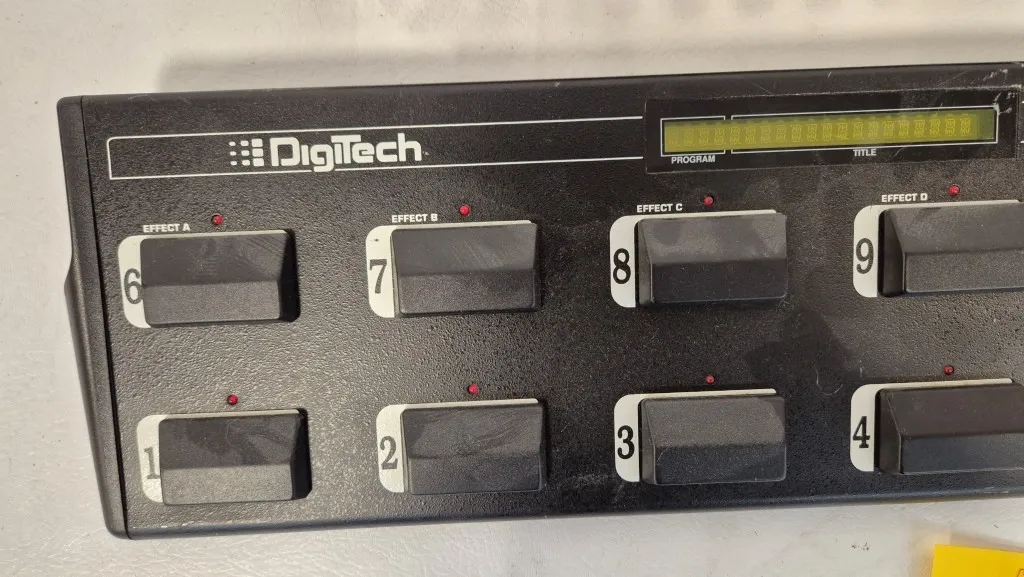 DigiTech
PROGRAM
TITLE
EFFECT A
EFFECT B
EFFECT C
EFFECT D
6
7
8
9
1
2
3
4